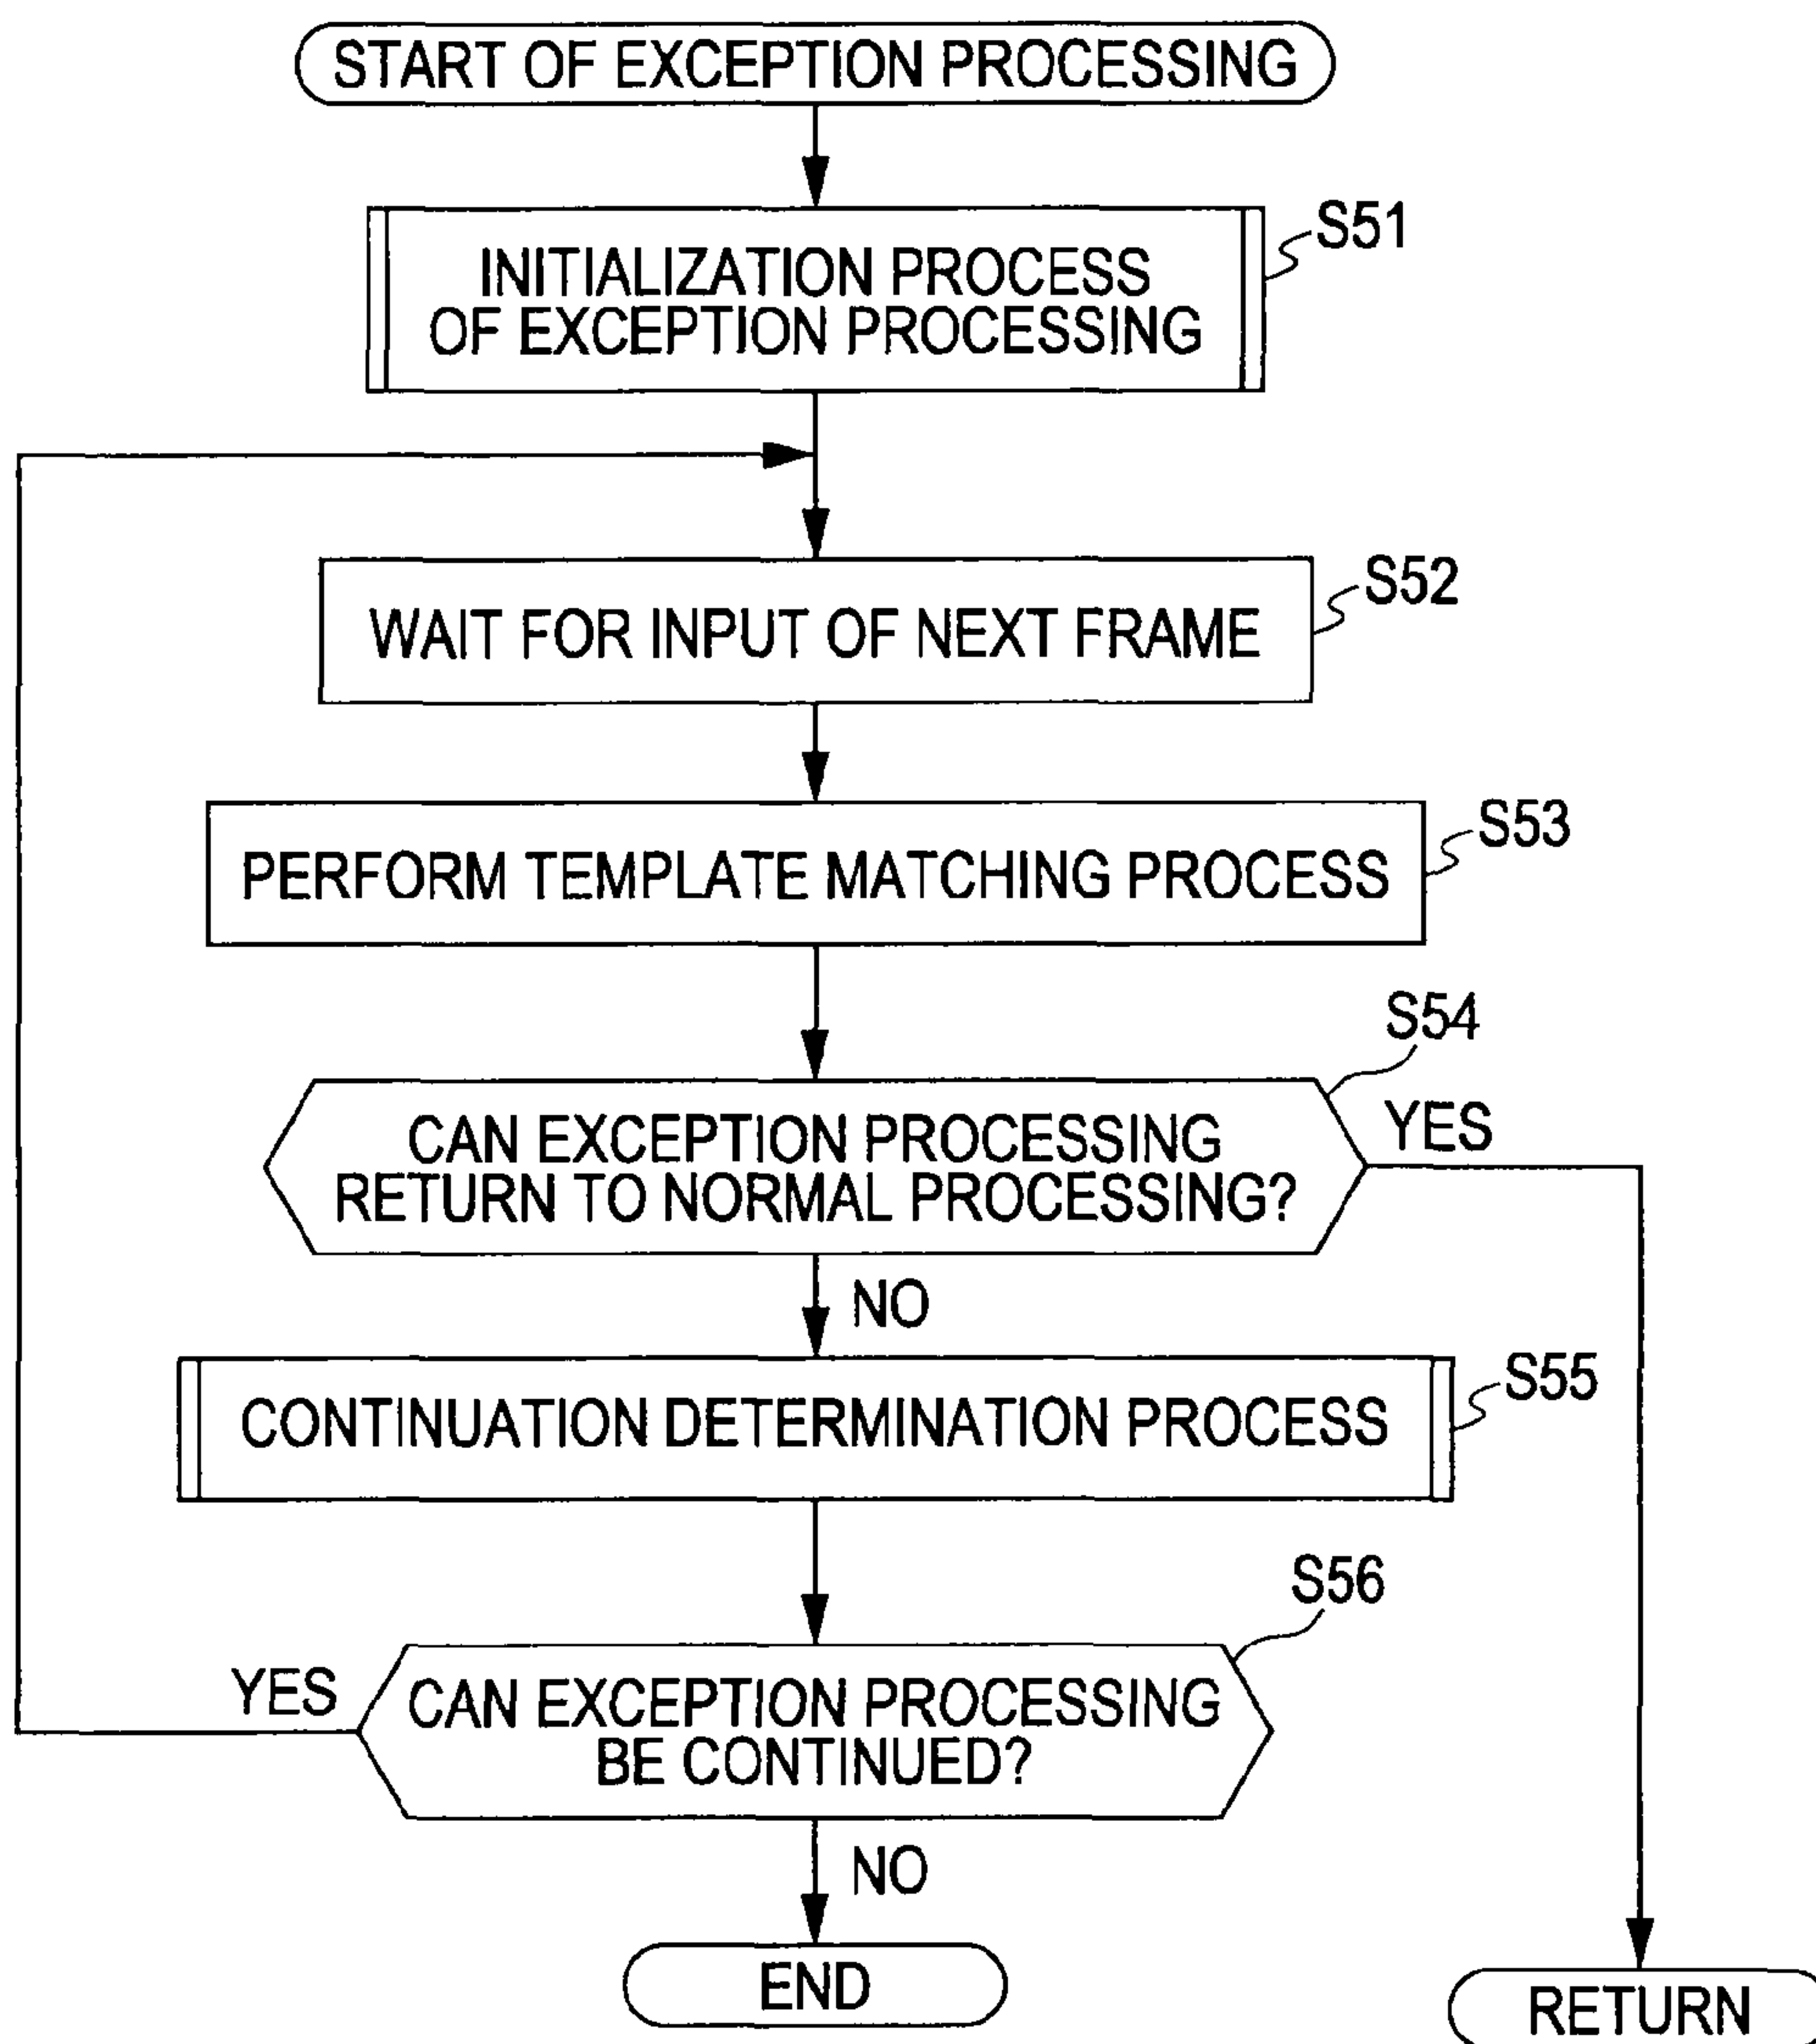 START OF EXCEPTION PROCESSING
S51
INITIALIZATION PROCESS
OF EXCEPTION PROCESSING
S52
WAIT FOR INPUT OF NEXT FRAME
S53
PERFORM TEMPLATE MATCHING PROCESS
S54
CAN EXCEPTION PROCESSING
RETURN TO NORMAL PROCESSING?
YES
NO
S55
CONTINUATION DETERMINATION PROCESS
S56
YES
CAN EXCEPTION PROCESSING
BE CONTINUED?
NO
END
RETURN